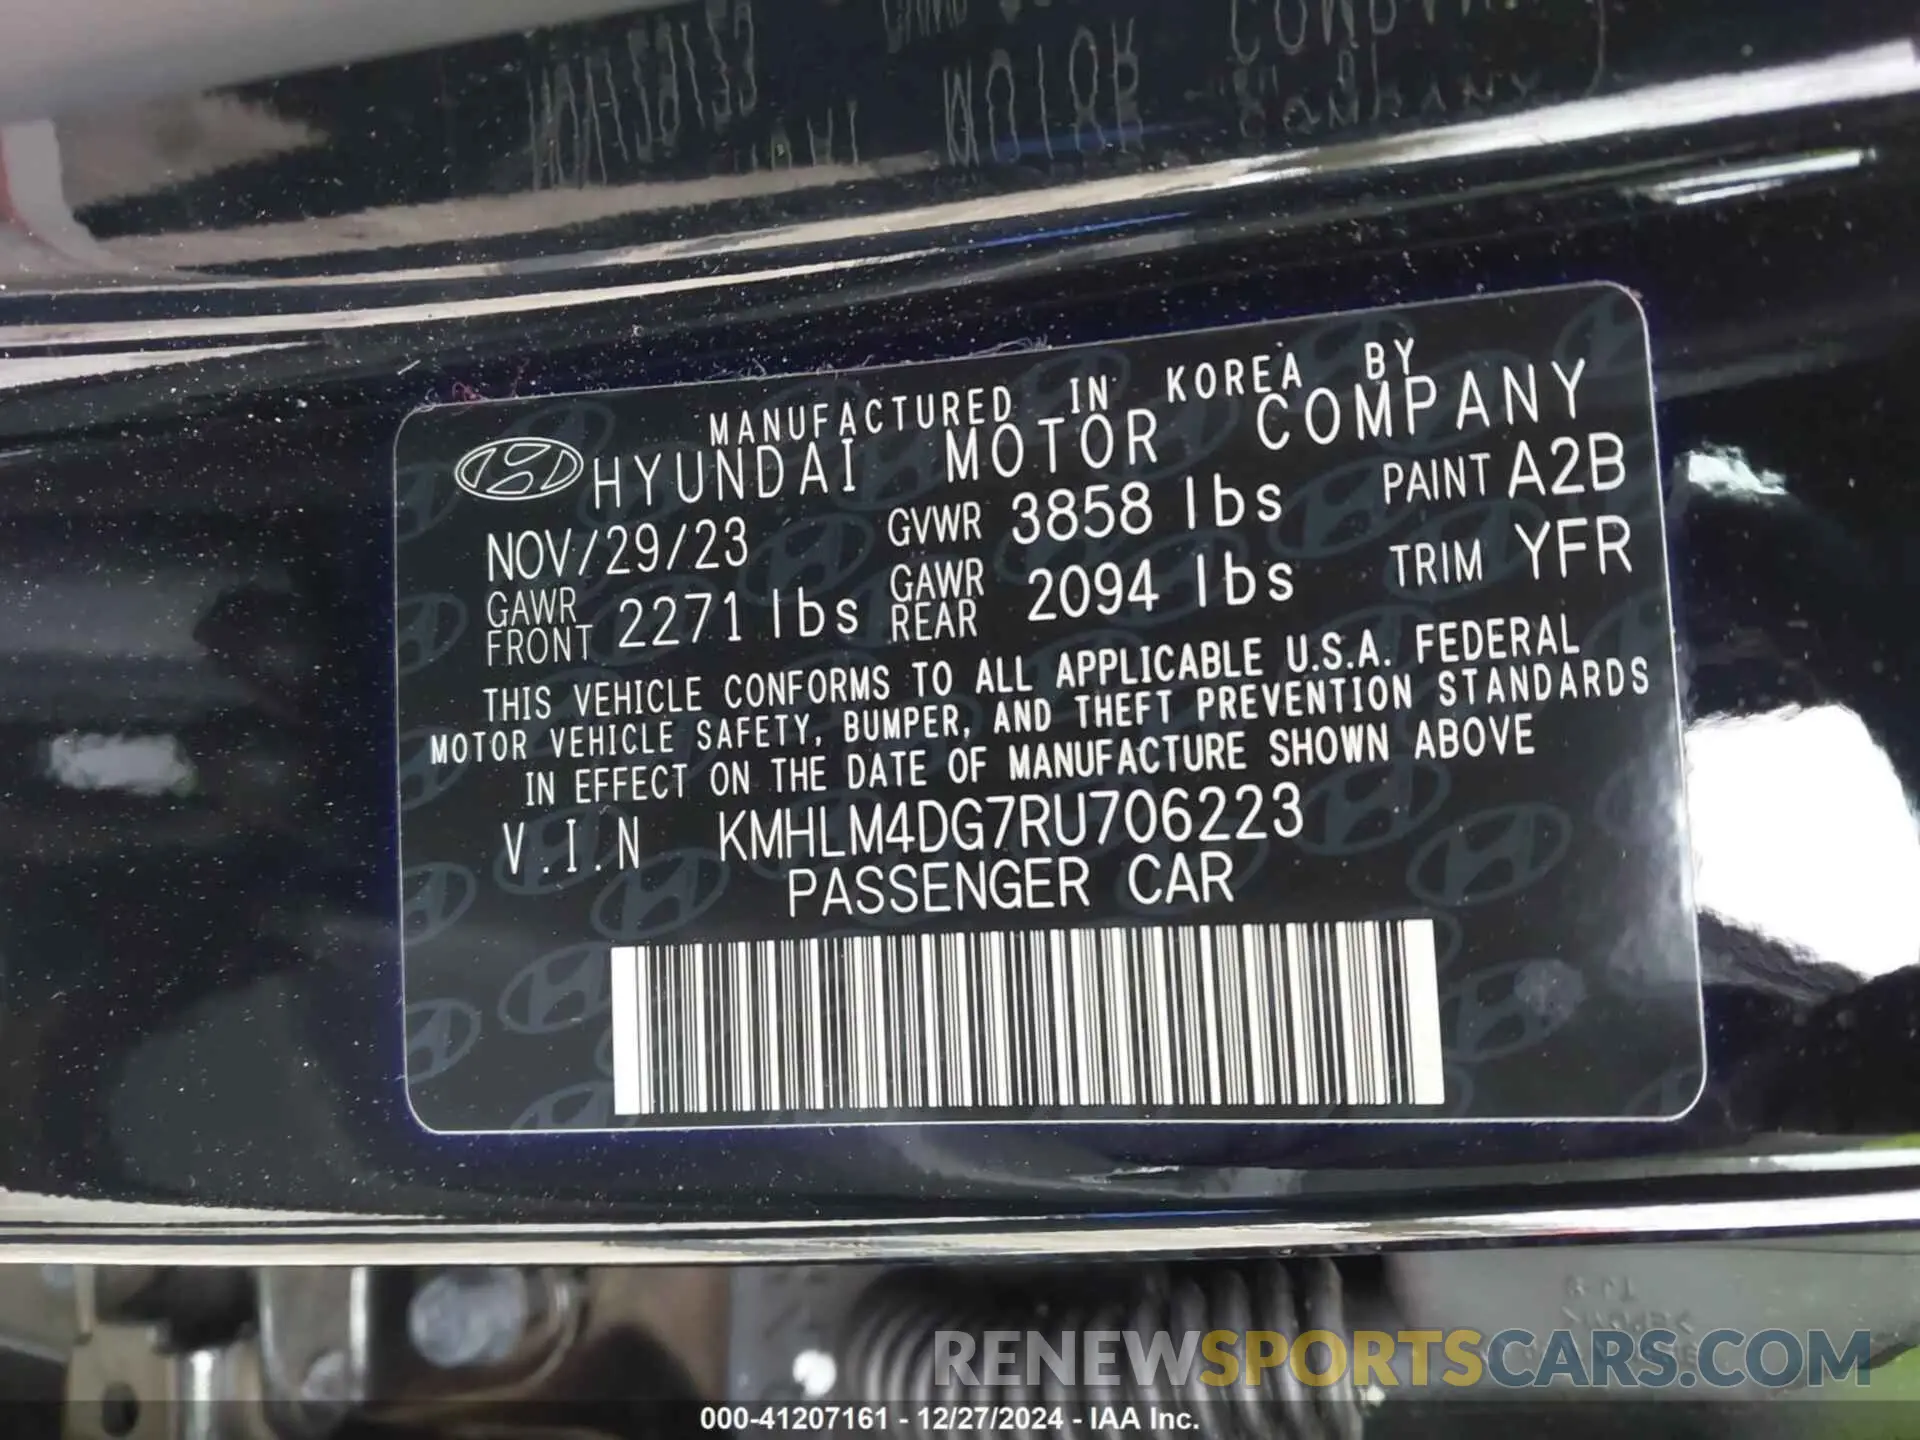 MANUFACTURED IN KOREA BY
HYUNDAI MOTOR COMPANY
NOV/29/23 GVWR 3858 lbs PAINT A2B
GAWR FRONT 2271 lbs GAWR REAR 2094 lbs TRIM YFR
THIS VEHICLE CONFORMS TO ALL APPLICABLE U.S.A. FEDERAL
MOTOR VEHICLE SAFETY, BUMPER, AND THEFT PREVENTION STANDARDS
IN EFFECT ON THE DATE OF MANUFACTURE SHOWN ABOVE
V.I.N KMHLM4DG7RU706223
PASSENGER CAR
RENEWSPORTSCARS.COM
000-41207161 - 12/27/2024 - IAA Inc.